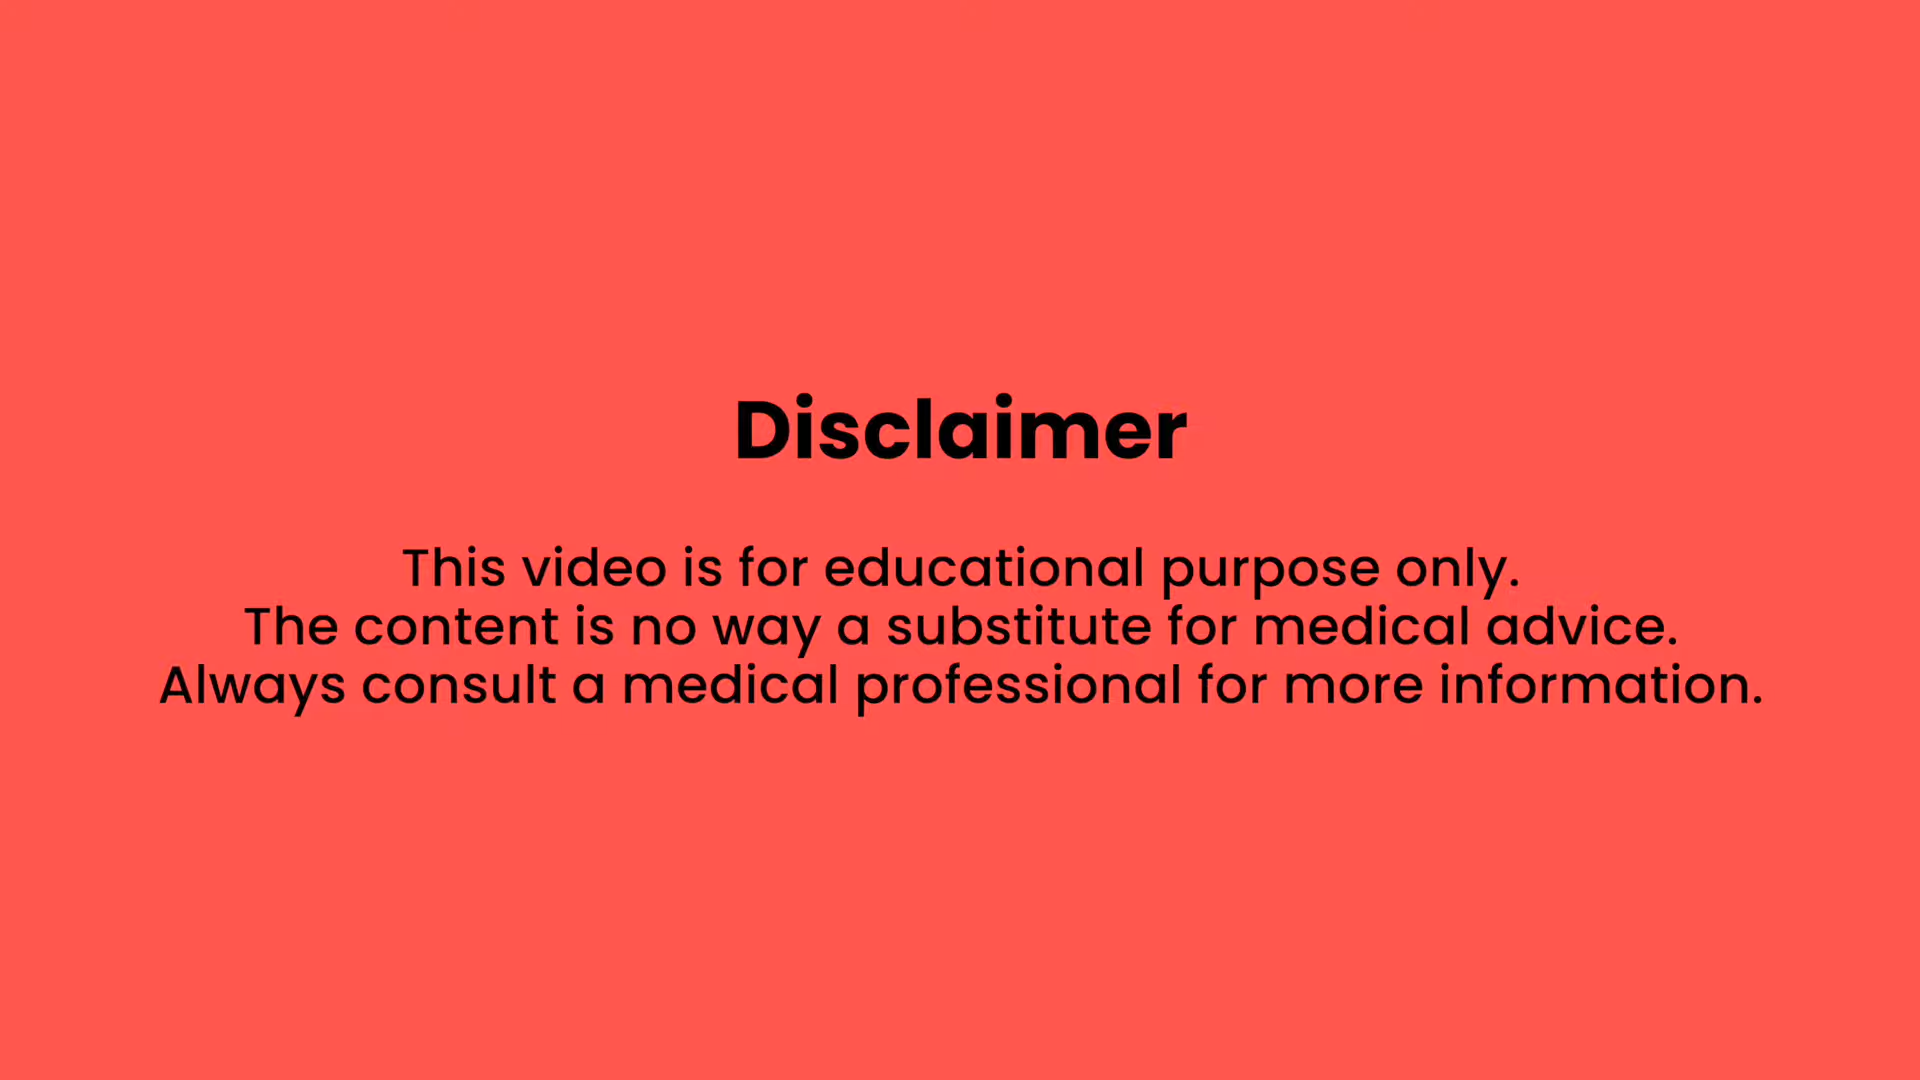 Disclaimer
This video is for educational purpose only.
The content is no way a substitute for medical advice.
Always consult a medical professional for more information.